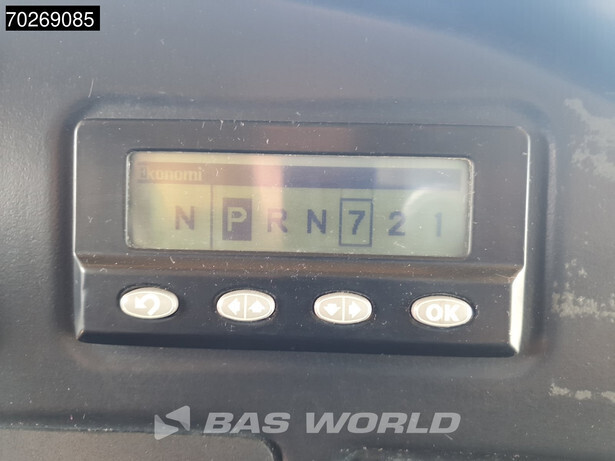 70269085
Ekonomi
N P R N 7 2 1
OK
BAS WORLD